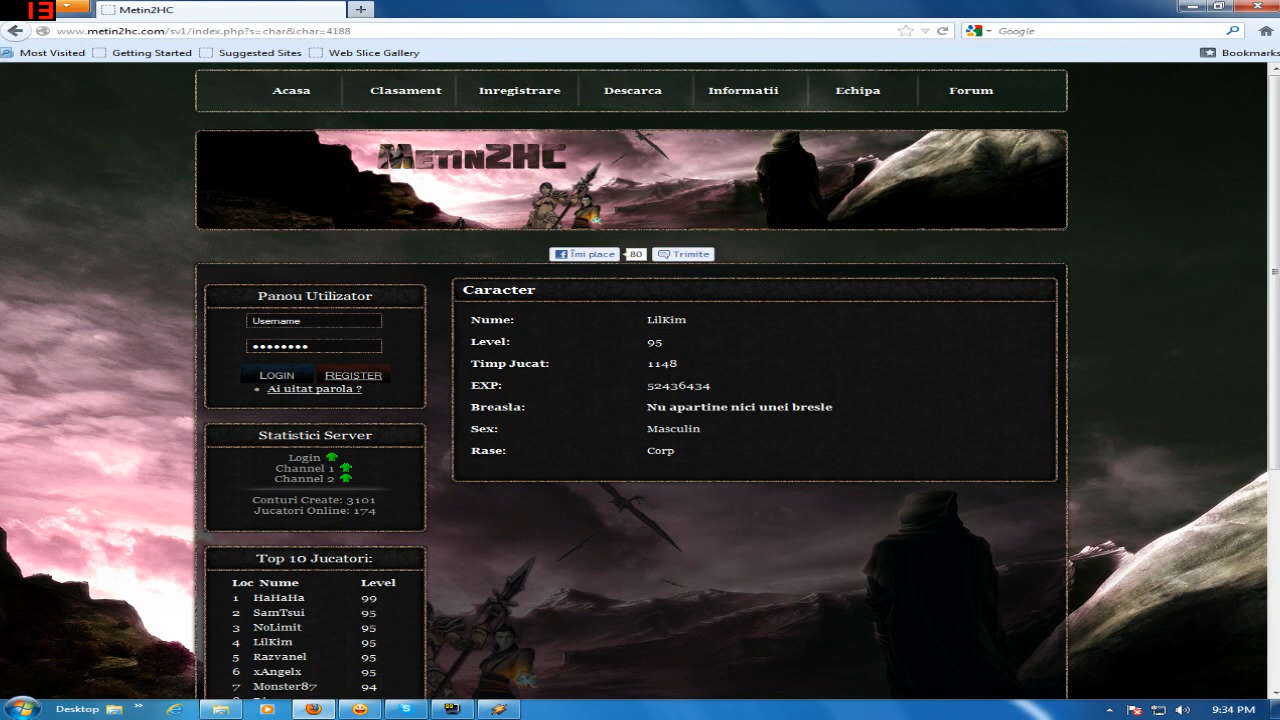 13
Metin2HC
www.metin2hc.com/sv1/index.php?s=char&char=4188
Google
Most Visited Getting Started Suggested Sites Web Slice Gallery Bookmarks
Acasa Clasament Inregistrare Descarca Informatii Echipa Forum
Metin2HC
Îmi place 80 Trimite
Panou Utilizator
Username
LOGIN REGISTER
Ai uitat parola ?
Statistici Server
Login
Channel 1
Channel 2
Conturi Create: 3101
Jucatori Online: 174
Top 10 Jucatori:
Loc Nume Level
1 HaHaHa 99
2 SamTsui 95
3 NoLimit 95
4 LilKim 95
5 Razvanel 95
6 xAngelx 95
7 Monster87 94
Caracter
Nume: LilKim
Level: 95
Timp Jucat: 1148
EXP: 52436434
Breasla: Nu apartine nici unei bresle
Sex: Masculin
Rase: Corp
Desktop
9:34 PM